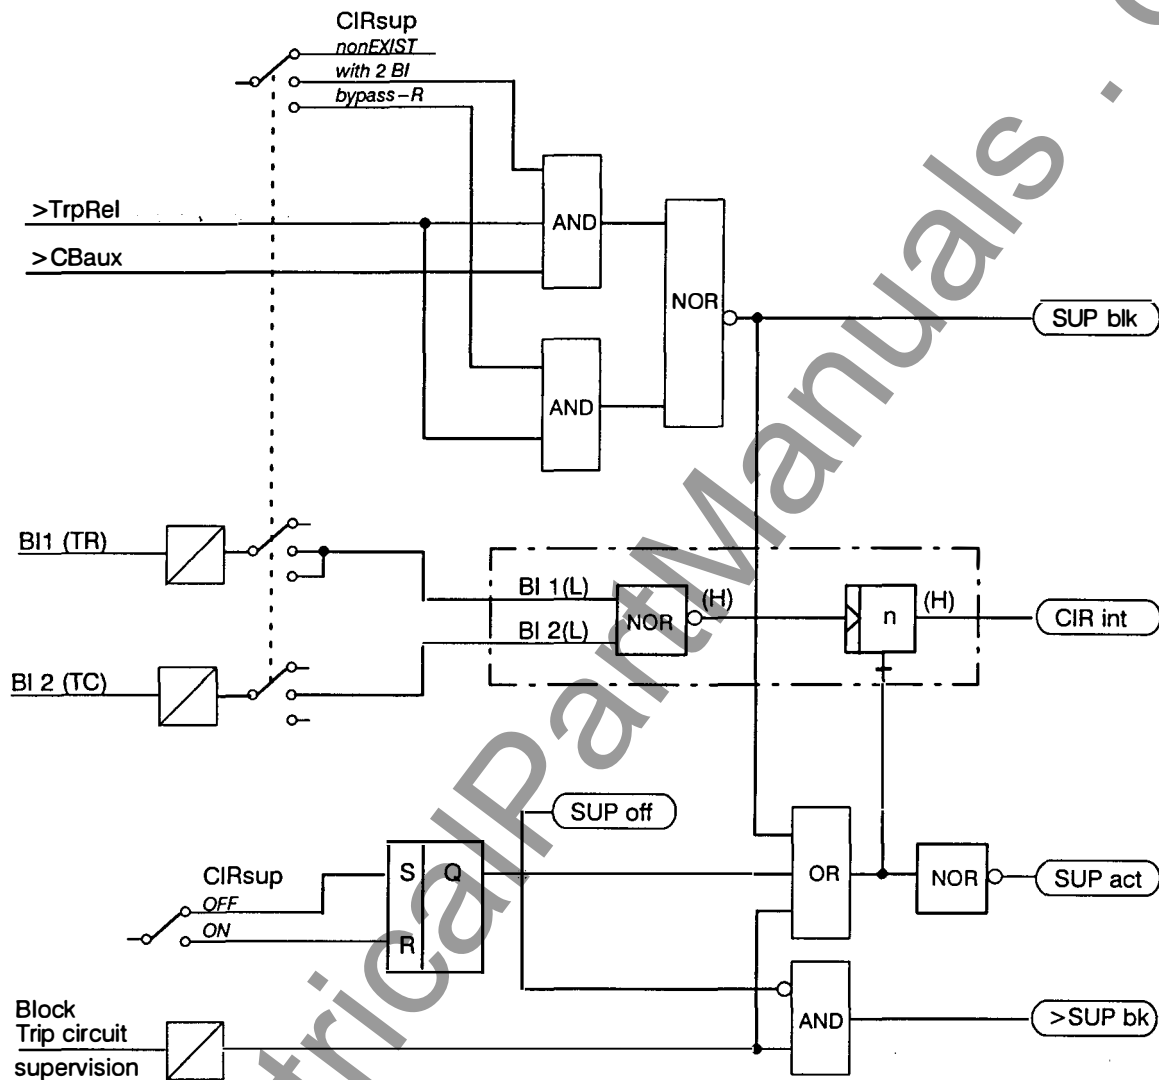 CIRsup
nonEXIST
with 2 BI
bypass-R
>TrpRel
AND
>CBaux
NOR
SUP blk
AND
BI1 (TR)
BI 1(L)
NOR
(H)
n
(H)
CIR int
BI 2(L)
BI 2 (TC)
SUP off
CIRsup
OFF
ON
S
Q
R
OR
NOR
SUP act
Block
Trip circuit
supervision
AND
>SUP bk
tricalPartManuals .